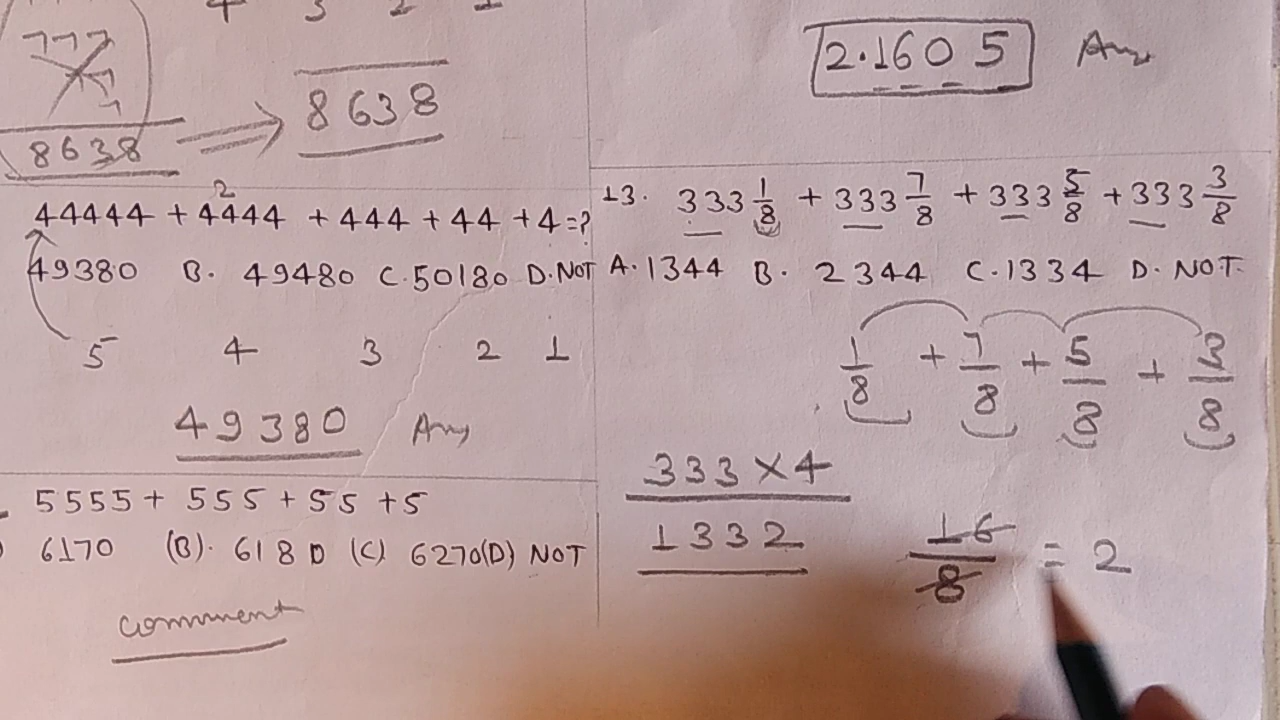 4 3 2 1
777
8638
8638
44444 + 4444 + 444 + 44 + 4 = ?
2
49380 B. 49480 C. 50180 D. NOT
5 4 3 2 1
49380 Ans
5555 + 555 + 55 + 5
6170 (B). 6180 (C) 6270 (D) NOT
comment
2.1605 Ans
13. 333 1/8 + 333 7/8 + 333 5/8 + 333 3/8
A. 1344 B. 2344 C. 1334 D. NOT.
1/8 + 7/8 + 5/8 + 3/8
333 X 4
1332
16/8 = 2